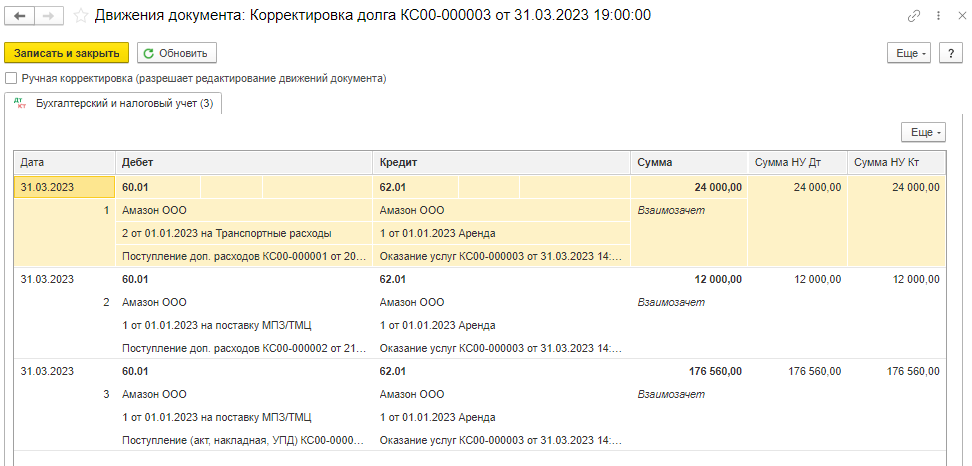 Движения документа: Корректировка долга КС00-000003 от 31.03.2023 19:00:00
Записать и закрыть Обновить Еще ?
Ручная корректировка (разрешает редактирование движений документа)
Дт Кт Бухгалтерский и налоговый учет (3)
Еще
Дата Дебет Кредит Сумма Сумма НУ Дт Сумма НУ Кт
31.03.2023 60.01 62.01 24 000,00 24 000,00 24 000,00
1 Амазон ООО Амазон ООО Взаимозачет
2 от 01.01.2023 на Транспортные расходы 1 от 01.01.2023 Аренда
Поступление доп. расходов КС00-000001 от 20... Оказание услуг КС00-000003 от 31.03.2023 14:...
31.03.2023 60.01 62.01 12 000,00 12 000,00 12 000,00
2 Амазон ООО Амазон ООО Взаимозачет
1 от 01.01.2023 на поставку МПЗ/ТМЦ 1 от 01.01.2023 Аренда
Поступление доп. расходов КС00-000002 от 21... Оказание услуг КС00-000003 от 31.03.2023 14:...
31.03.2023 60.01 62.01 176 560,00 176 560,00 176 560,00
3 Амазон ООО Амазон ООО Взаимозачет
1 от 01.01.2023 на поставку МПЗ/ТМЦ 1 от 01.01.2023 Аренда
Поступление (акт, накладная, УПД) КС00-0000... Оказание услуг КС00-000003 от 31.03.2023 14:...